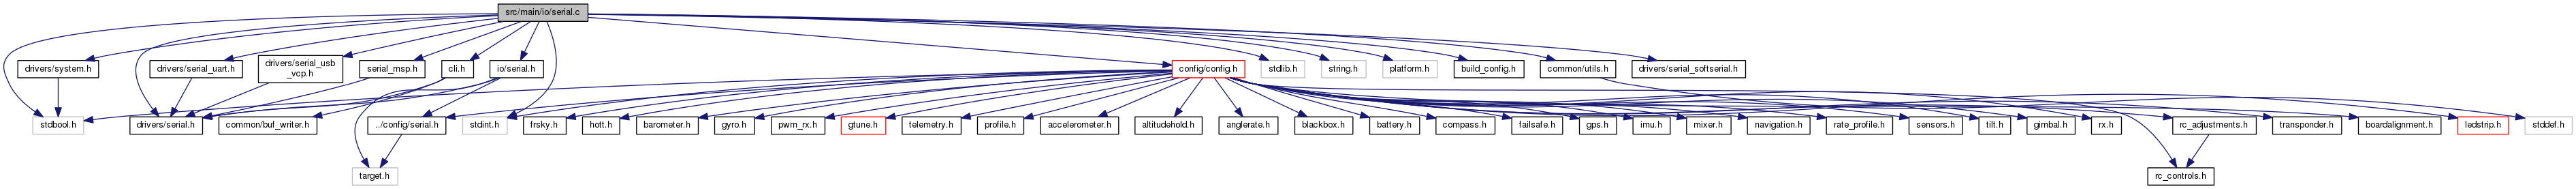 src/main/io/serial.c
drivers/system.h
drivers/serial_uart.h
drivers/serial_usb
_vcp.h
serial_msp.h
cli.h
io/serial.h
config/config.h
stdlib.h
string.h
platform.h
build_config.h
common/utils.h
drivers/serial_softserial.h
stdbool.h
drivers/serial.h
common/buf_writer.h
../config/serial.h
stdint.h
frsky.h
hott.h
barometer.h
gyro.h
pwm_rx.h
gtune.h
telemetry.h
profile.h
accelerometer.h
altitudehold.h
anglerate.h
blackbox.h
battery.h
compass.h
failsafe.h
gps.h
imu.h
mixer.h
navigation.h
rate_profile.h
sensors.h
tilt.h
gimbal.h
rx.h
rc_adjustments.h
transponder.h
boardalignment.h
ledstrip.h
stddef.h
target.h
rc_controls.h